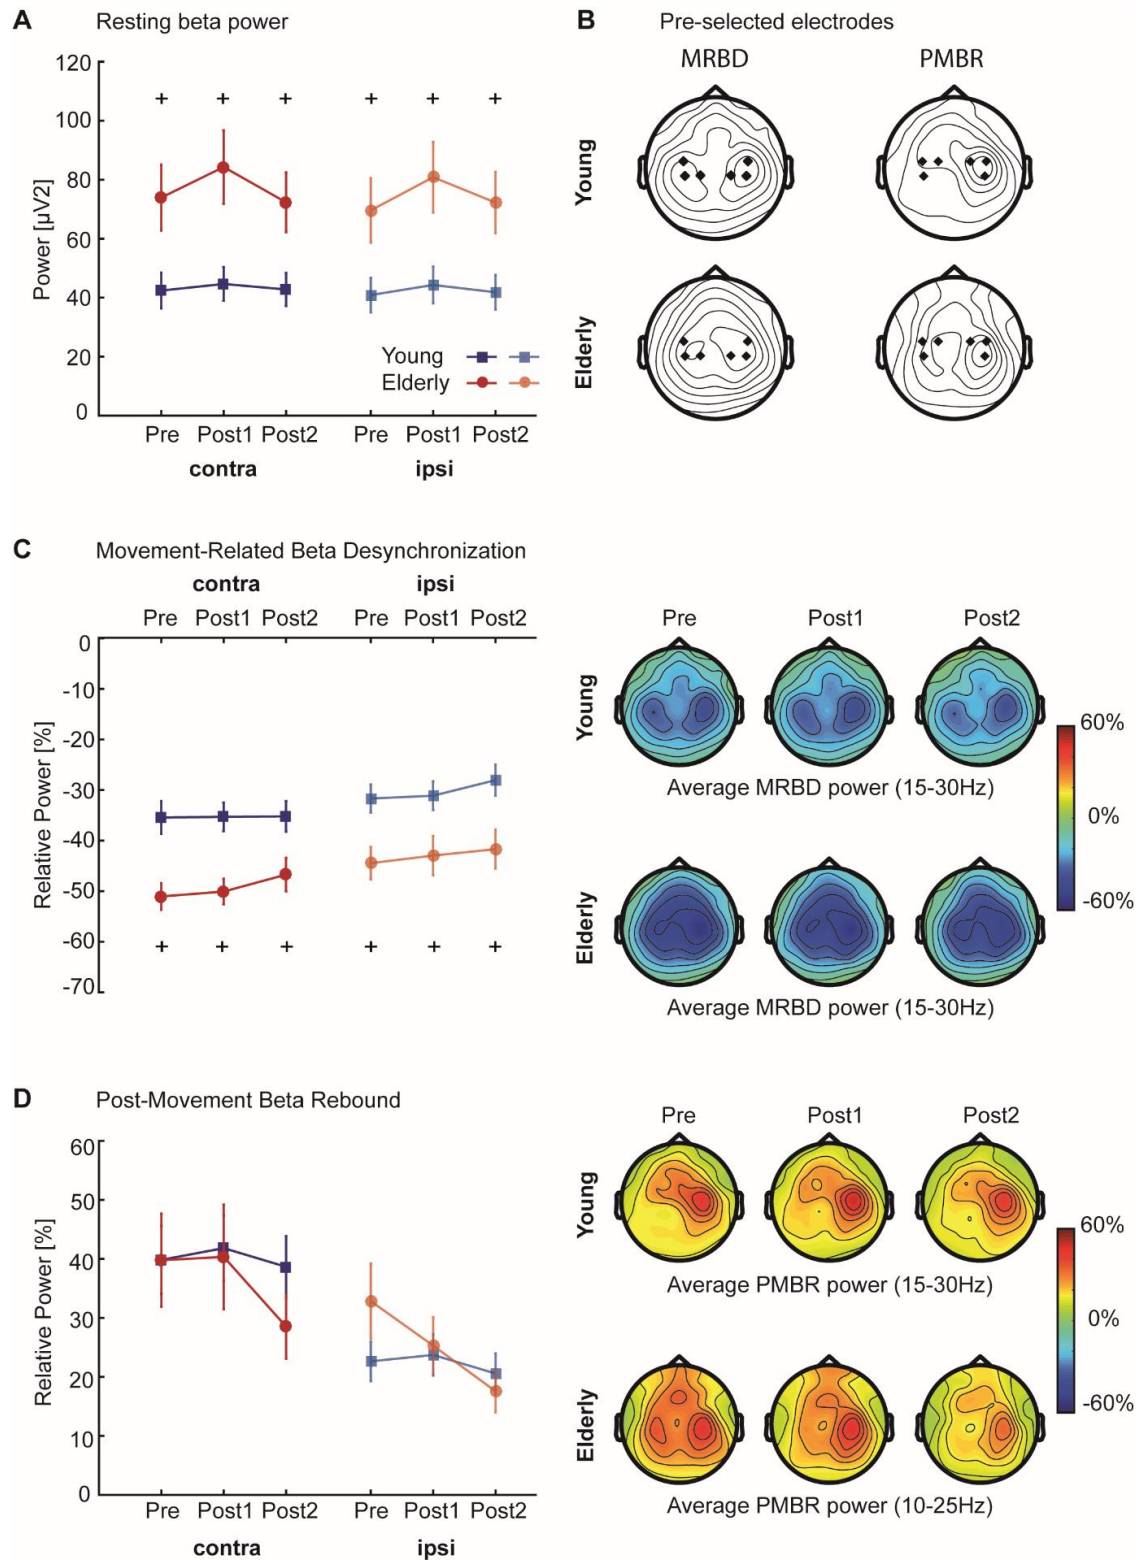 A Resting beta power
120
100
80
60
40
20
0
Power [µV2]
+ + + + + +
Young
Elderly
Pre Post1 Post2 Pre Post1 Post2
contra ipsi
B Pre-selected electrodes
MRBD PMBR
Young
Elderly
C Movement-Related Beta Desynchronization
contra ipsi
Pre Post1 Post2 Pre Post1 Post2
0
-10
-20
-30
-40
-50
-60
-70
Relative Power [%]
+ + + + + +
Pre Post1 Post2
Young
Average MRBD power (15-30Hz)
Elderly
Average MRBD power (15-30Hz)
60%
0%
-60%
D Post-Movement Beta Rebound
60
50
40
30
20
10
0
Relative Power [%]
Pre Post1 Post2 Pre Post1 Post2
contra ipsi
Pre Post1 Post2
Young
Average PMBR power (15-30Hz)
Elderly
Average PMBR power (10-25Hz)
60%
0%
-60%